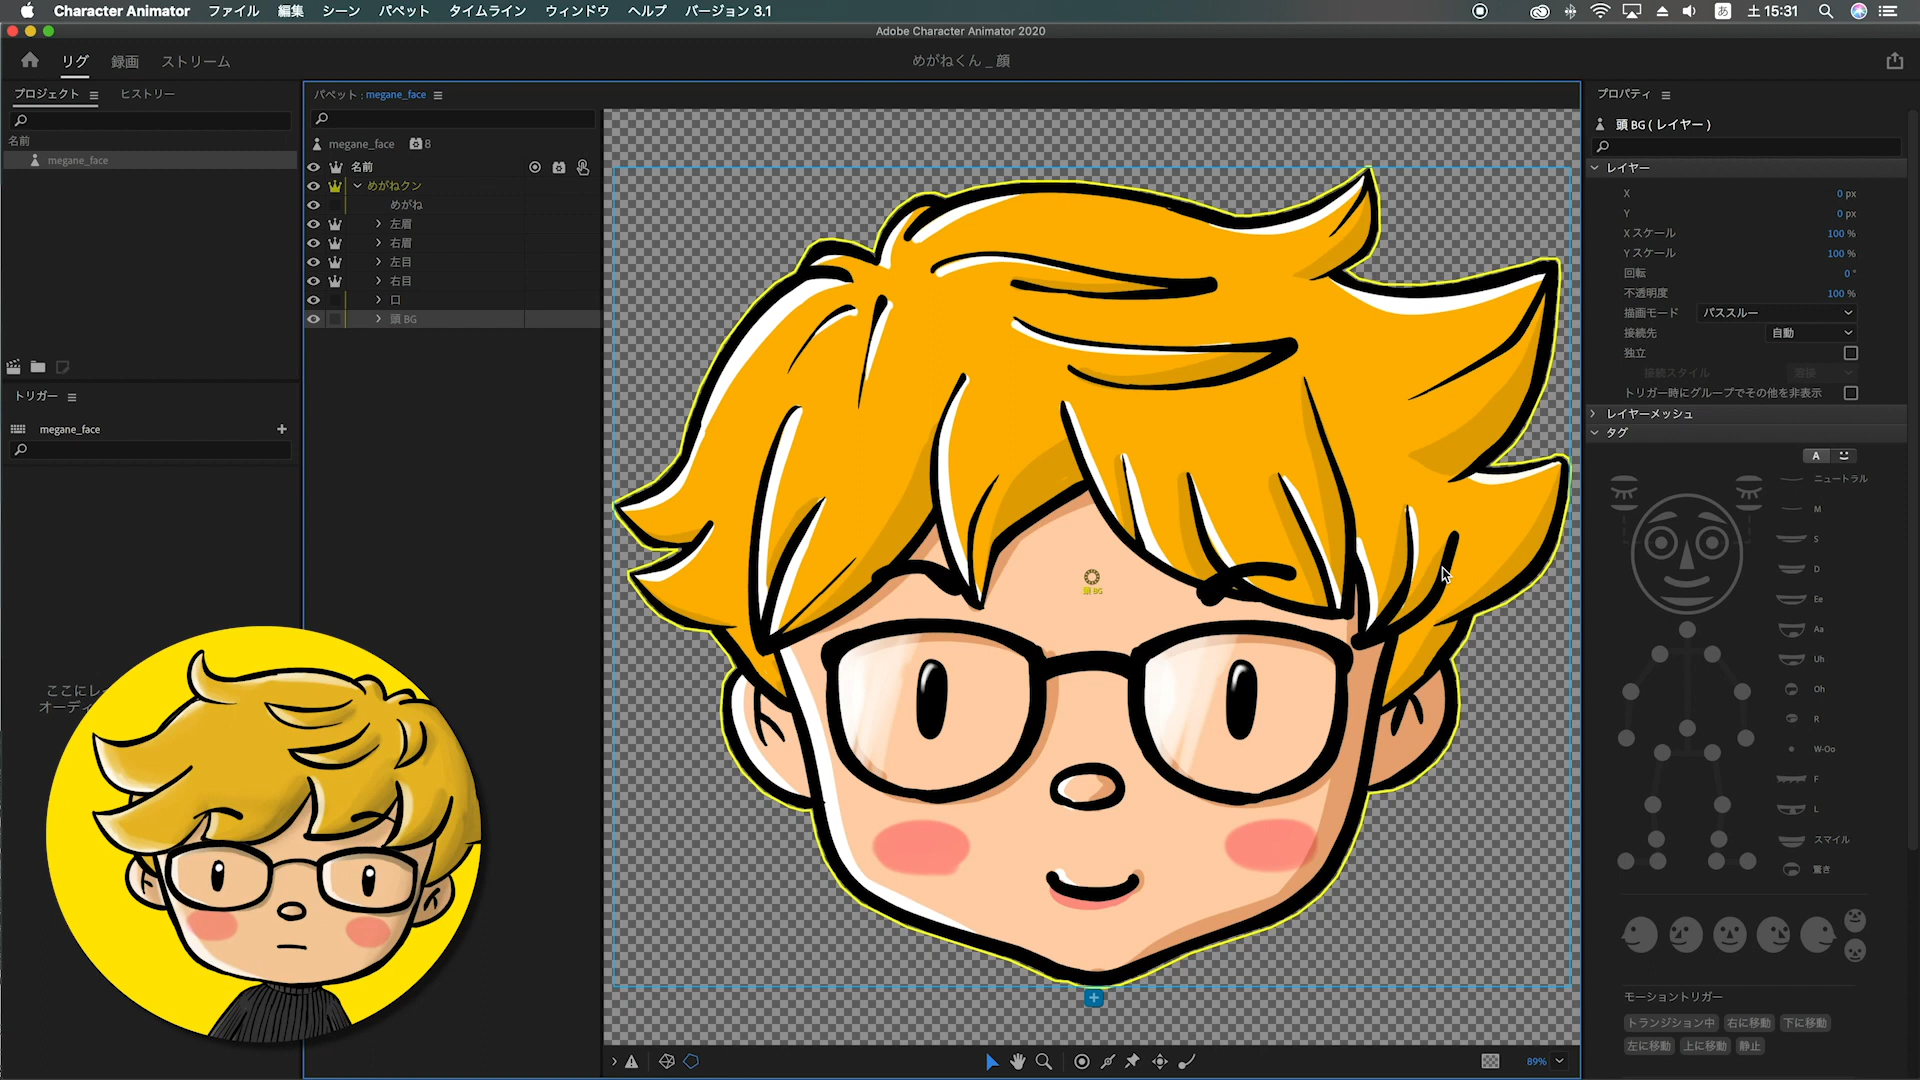 Character Animator ファイル 編集 シーン パペット タイムライン ウィンドウ ヘルプ バージョン 3.1 あ 土 15:31
Adobe Character Animator 2020
リグ 録画 ストリーム めがねくん _ 顔
プロジェクト ヒストリー
名前
megane_face
トリガー
megane_face
パペット : megane_face
megane_face 8
名前
めがねクン
めがね
左眉
右眉
左目
右目
口
頭 BG
頭 BG
89%
プロパティ
頭 BG ( レイヤー )
レイヤー
X 0 px
Y 0 px
X スケール 100 %
Y スケール 100 %
回転 0 °
不透明度 100 %
描画モード パススルー
接続先 自動
独立
接続スタイル 溶接
トリガー時にグループでその他を非表示
レイヤーメッシュ
タグ
A
ニュートラル
M
S
D
Ee
Aa
Uh
Oh
R
W-Oo
F
L
スマイル
驚き
モーショントリガー
トランジション中 右に移動 下に移動
左に移動 上に移動 静止